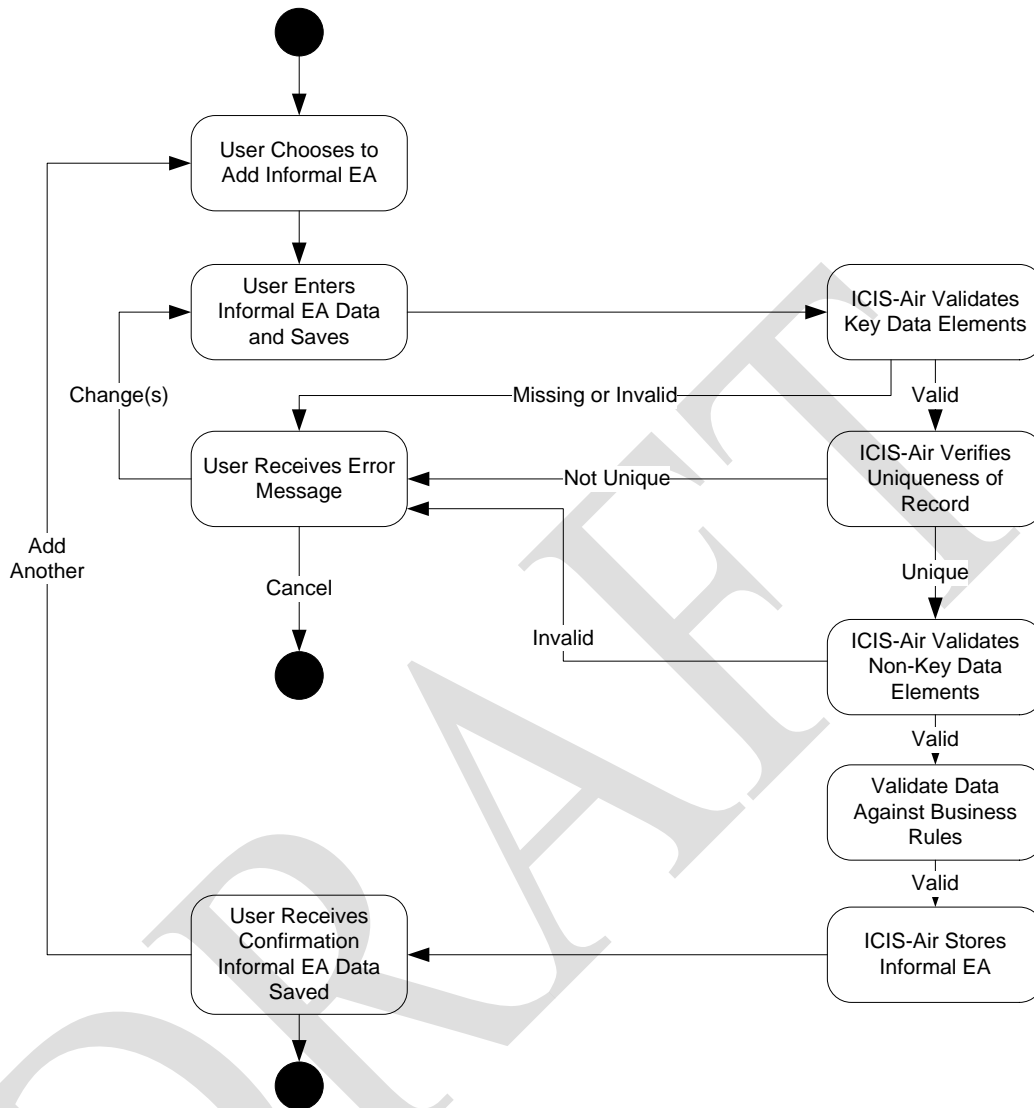 User Chooses to
Add Informal EA
User Enters
Informal EA Data
and Saves
ICIS-Air Validates
Key Data Elements
Change(s)
Missing or Invalid
Valid
User Receives Error
Message
Not Unique
ICIS-Air Verifies
Uniqueness of
Record
Add
Another
Cancel
Unique
Invalid
ICIS-Air Validates
Non-Key Data
Elements
Valid
Validate Data
Against Business
Rules
Valid
User Receives
Confirmation
Informal EA Data
Saved
ICIS-Air Stores
Informal EA
DRAFT